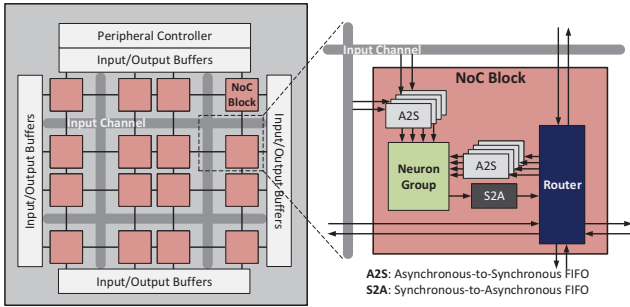 Peripheral Controller
Input/Output Buffers
Input/Output Buffers
NoC
Block
Input Channel
Input/Output Buffers
Input/Output Buffers
Input Channel
NoC Block
A2S
Neuron
Group
A2S
S2A
Router
A2S: Asynchronous-to-Synchronous FIFO
S2A: Synchronous-to-Asynchronous FIFO